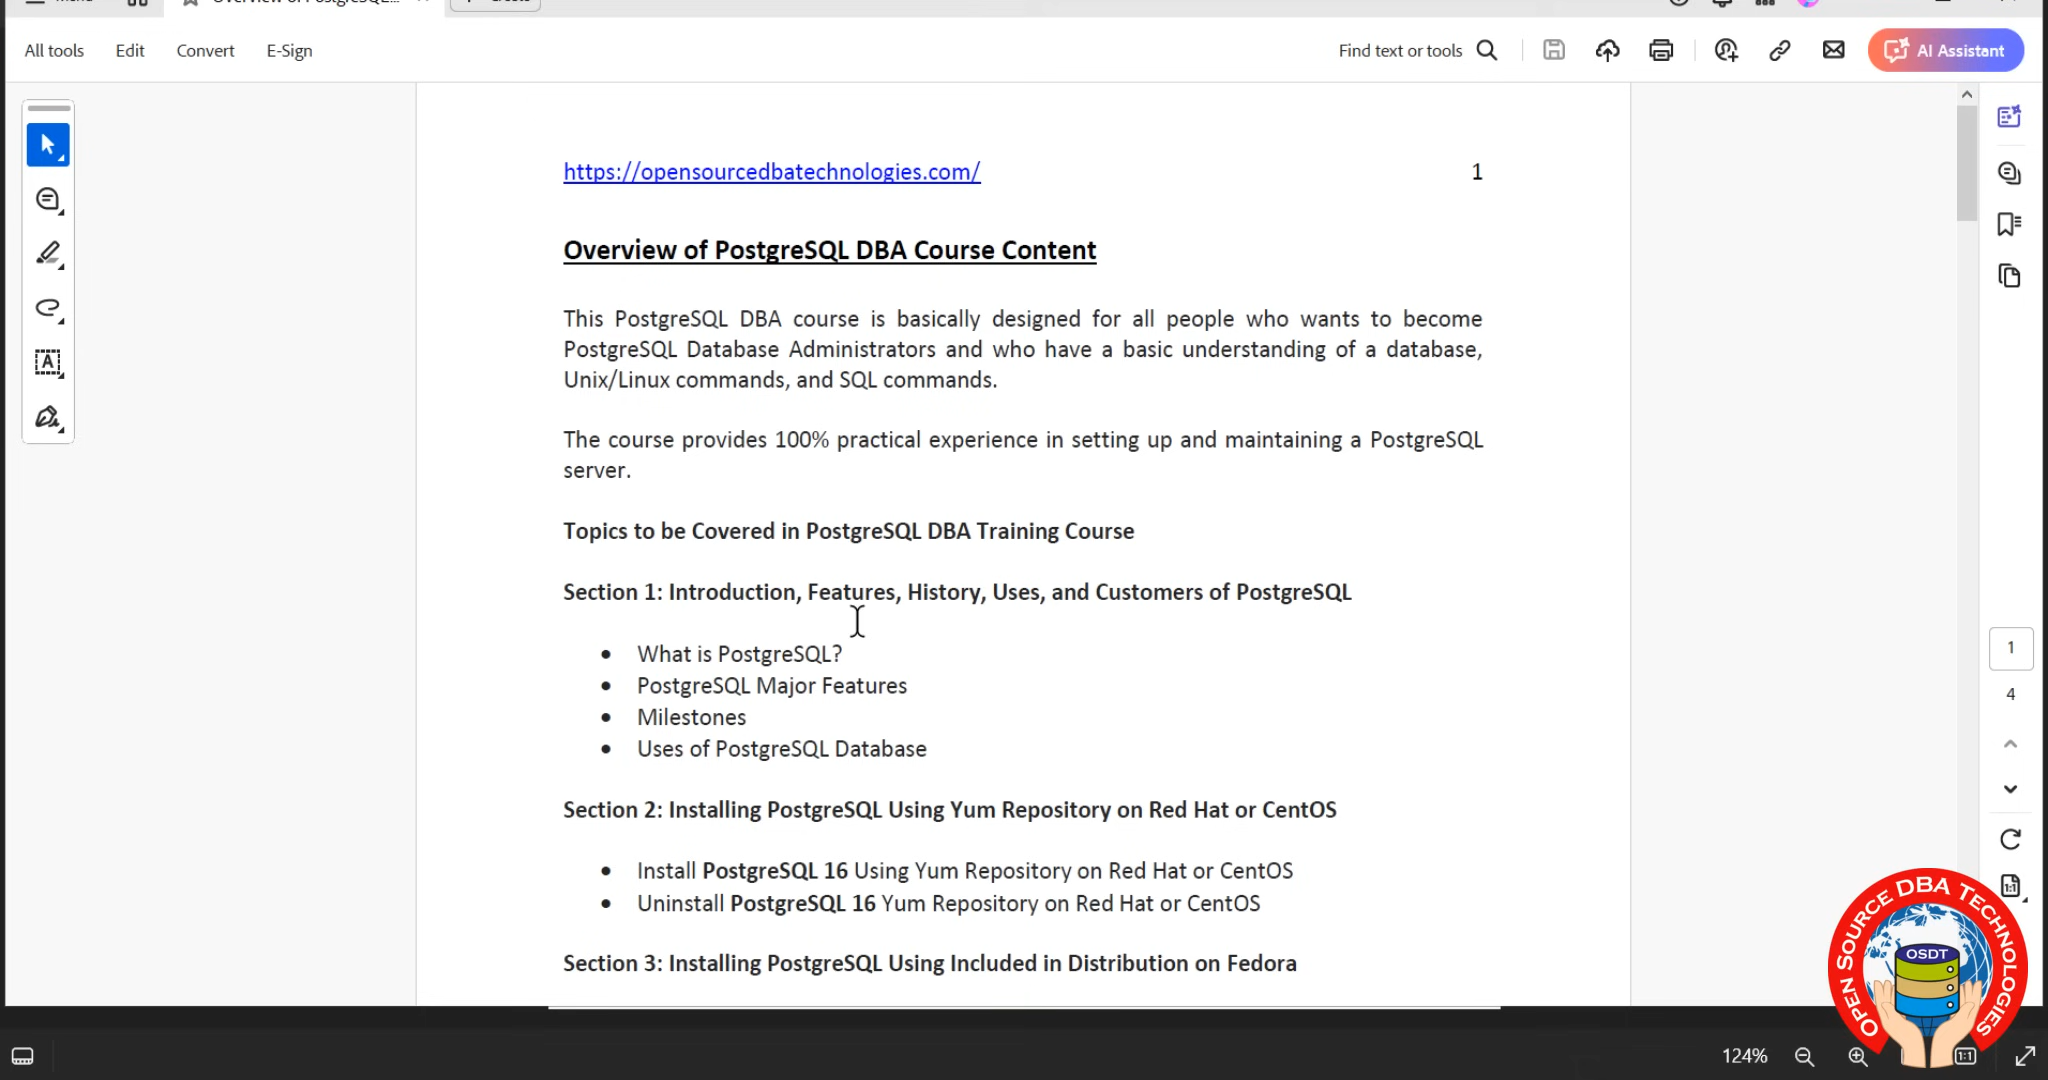 All tools Edit Convert E-Sign Find text or tools AI Assistant
https://opensourcedbatechnologies.com/ 1
Overview of PostgreSQL DBA Course Content
This PostgreSQL DBA course is basically designed for all people who wants to become
PostgreSQL Database Administrators and who have a basic understanding of a database,
Unix/Linux commands, and SQL commands.
The course provides 100% practical experience in setting up and maintaining a PostgreSQL
server.
Topics to be Covered in PostgreSQL DBA Training Course
Section 1: Introduction, Features, History, Uses, and Customers of PostgreSQL
• What is PostgreSQL?
• PostgreSQL Major Features
• Milestones
• Uses of PostgreSQL Database
Section 2: Installing PostgreSQL Using Yum Repository on Red Hat or CentOS
• Install PostgreSQL 16 Using Yum Repository on Red Hat or CentOS
• Uninstall PostgreSQL 16 Yum Repository on Red Hat or CentOS
Section 3: Installing PostgreSQL Using Included in Distribution on Fedora
1
4
OPEN SOURCE DBA TECHNOLOGIES
OSDT
124%
1:1